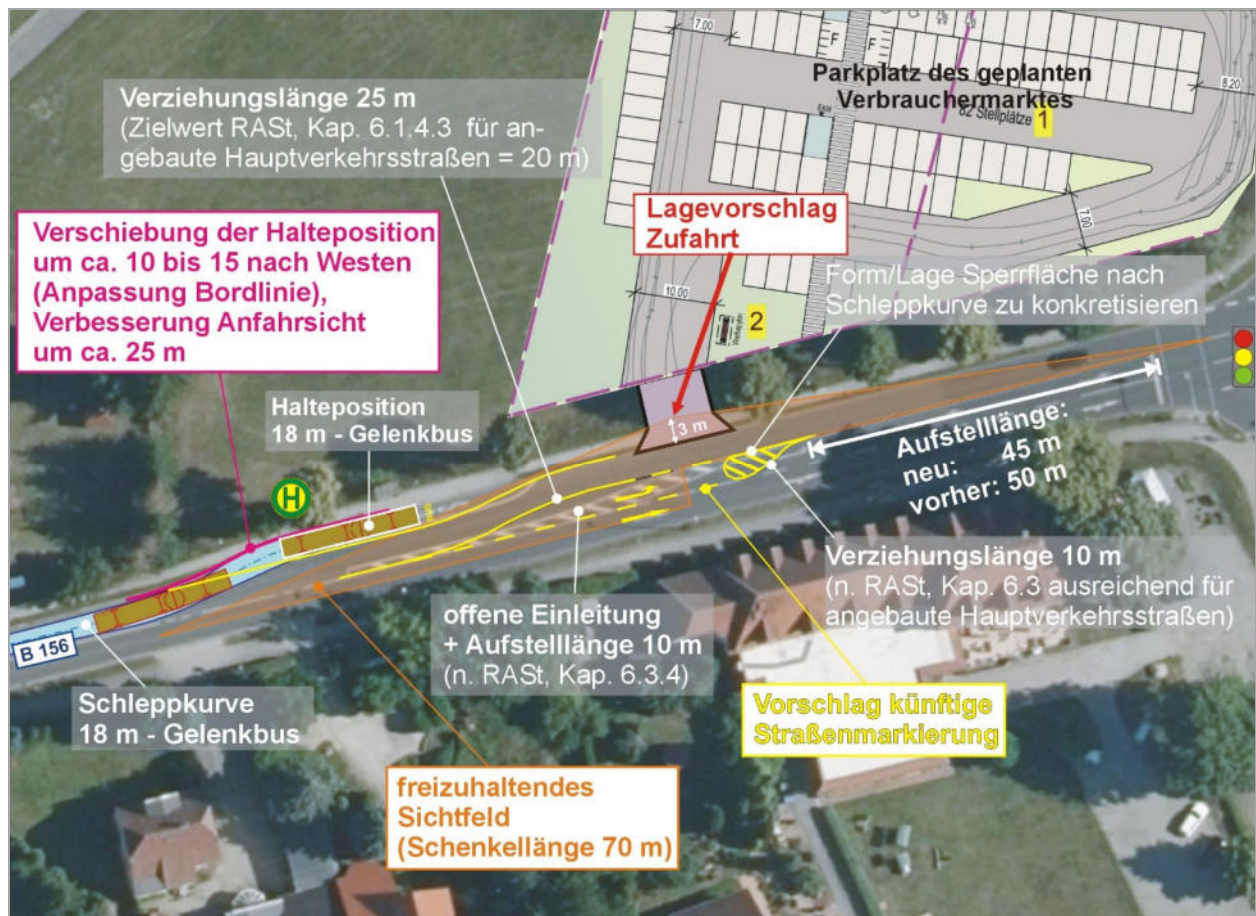 7.00
F
F
8.20
Parkplatz des geplanten
Verbrauchermarktes
82 Stellplätze
1
Verziehungslänge 25 m
(Zielwert RASt, Kap. 6.1.4.3 für an-
gebaute Hauptverkehrsstraßen = 20 m)
7.00
Lagevorschlag
Zufahrt
Verschiebung der Halteposition
um ca. 10 bis 15 nach Westen
(Anpassung Bordlinie),
Verbesserung Anfahrsicht
um ca. 25 m
Form/Lage Sperrfläche nach
Schleppkurve zu konkretisieren
10.00
2
Halteposition
18 m - Gelenkbus
3 m
H
BUS
Aufstelllänge:
neu: 45 m
vorher: 50 m
Verziehungslänge 10 m
(n. RASt, Kap. 6.3 ausreichend für
angebaute Hauptverkehrsstraßen)
offene Einleitung
+ Aufstelllänge 10 m
(n. RASt, Kap. 6.3.4)
B 156
Schleppkurve
18 m - Gelenkbus
Vorschlag künftige
Straßenmarkierung
freizuhaltendes
Sichtfeld
(Schenkellänge 70 m)